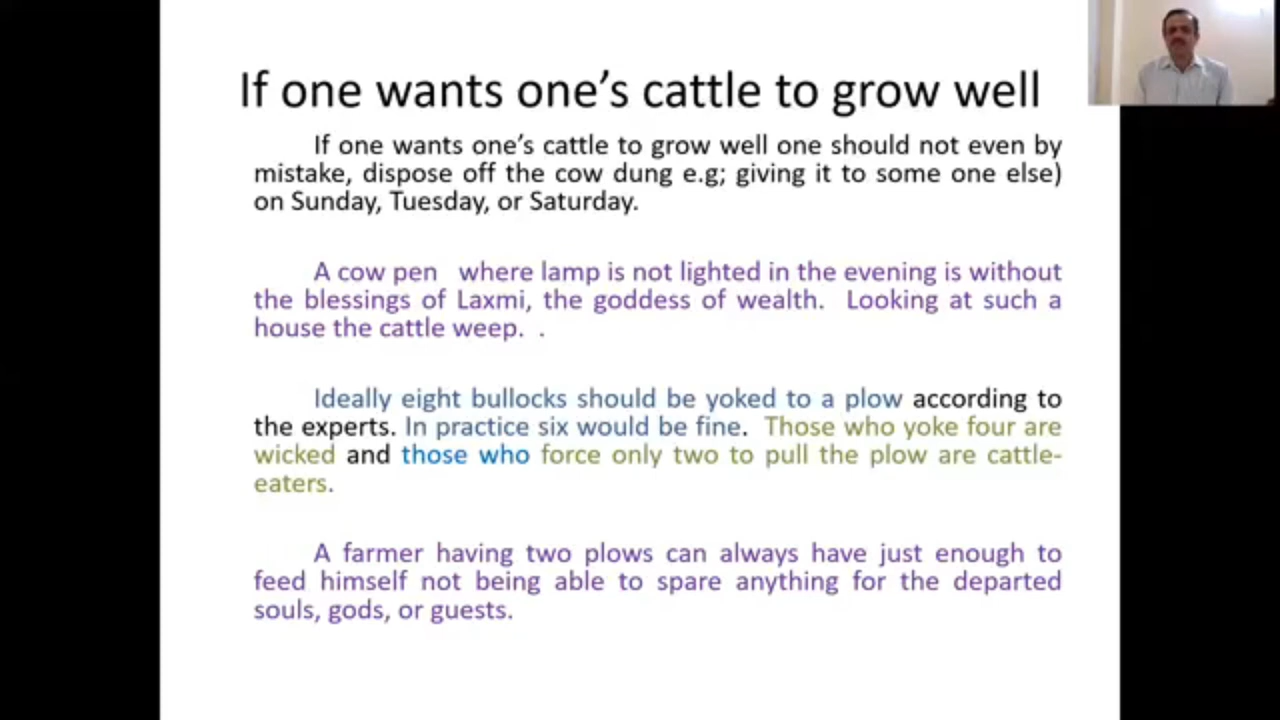 If one wants one’s cattle to grow well
If one wants one’s cattle to grow well one should not even by
mistake, dispose off the cow dung e.g; giving it to some one else)
on Sunday, Tuesday, or Saturday.
A cow pen where lamp is not lighted in the evening is without
the blessings of Laxmi, the goddess of wealth. Looking at such a
house the cattle weep. .
Ideally eight bullocks should be yoked to a plow according to
the experts. In practice six would be fine. Those who yoke four are
wicked and those who force only two to pull the plow are cattle-
eaters.
A farmer having two plows can always have just enough to
feed himself not being able to spare anything for the departed
souls, gods, or guests.